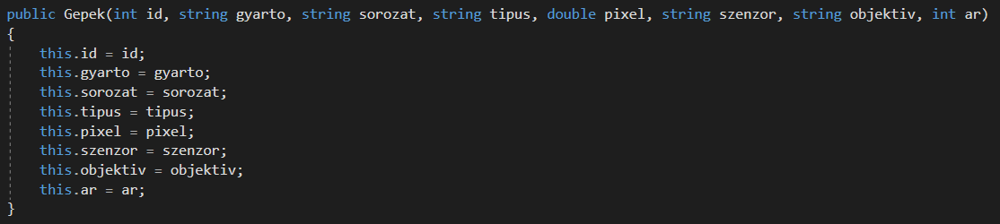 public Gepek(int id, string gyarto, string sorozat, string tipus, double pixel, string szenzor, string objektiv, int ar)
{
this.id = id;
this.gyarto = gyarto;
this.sorozat = sorozat;
this.tipus = tipus;
this.pixel = pixel;
this.szenzor = szenzor;
this.objektiv = objektiv;
this.ar = ar;
}